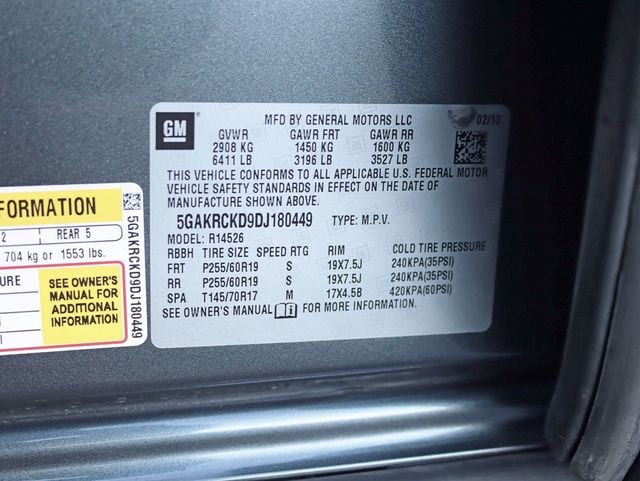 GM
MFD BY GENERAL MOTORS LLC 02/13
GVWR GAWR FRT GAWR RR
2908 KG 1450 KG 1600 KG
6411 LB 3196 LB 3527 LB
THIS VEHICLE CONFORMS TO ALL APPLICABLE U.S. FEDERAL MOTOR
VEHICLE SAFETY STANDARDS IN EFFECT ON THE DATE OF
MANUFACTURE SHOWN ABOVE.
5GAKRCKD9DJ180449 TYPE: M.P.V.
MODEL: R14526
RBBH TIRE SIZE SPEED RTG RIM COLD TIRE PRESSURE
FRT P255/60R19 S 19X7.5J 240KPA(35PSI)
RR P255/60R19 S 19X7.5J 240KPA(35PSI)
SPA T145/70R17 M 17X4.5B 420KPA(60PSI)
SEE OWNER'S MANUAL i FOR MORE INFORMATION.
FORMATION
2 REAR 5
704 kg or 1553 lbs.
URE
SEE OWNER'S
MANUAL FOR
ADDITIONAL
INFORMATION
5GAKRCKD9DJ180449